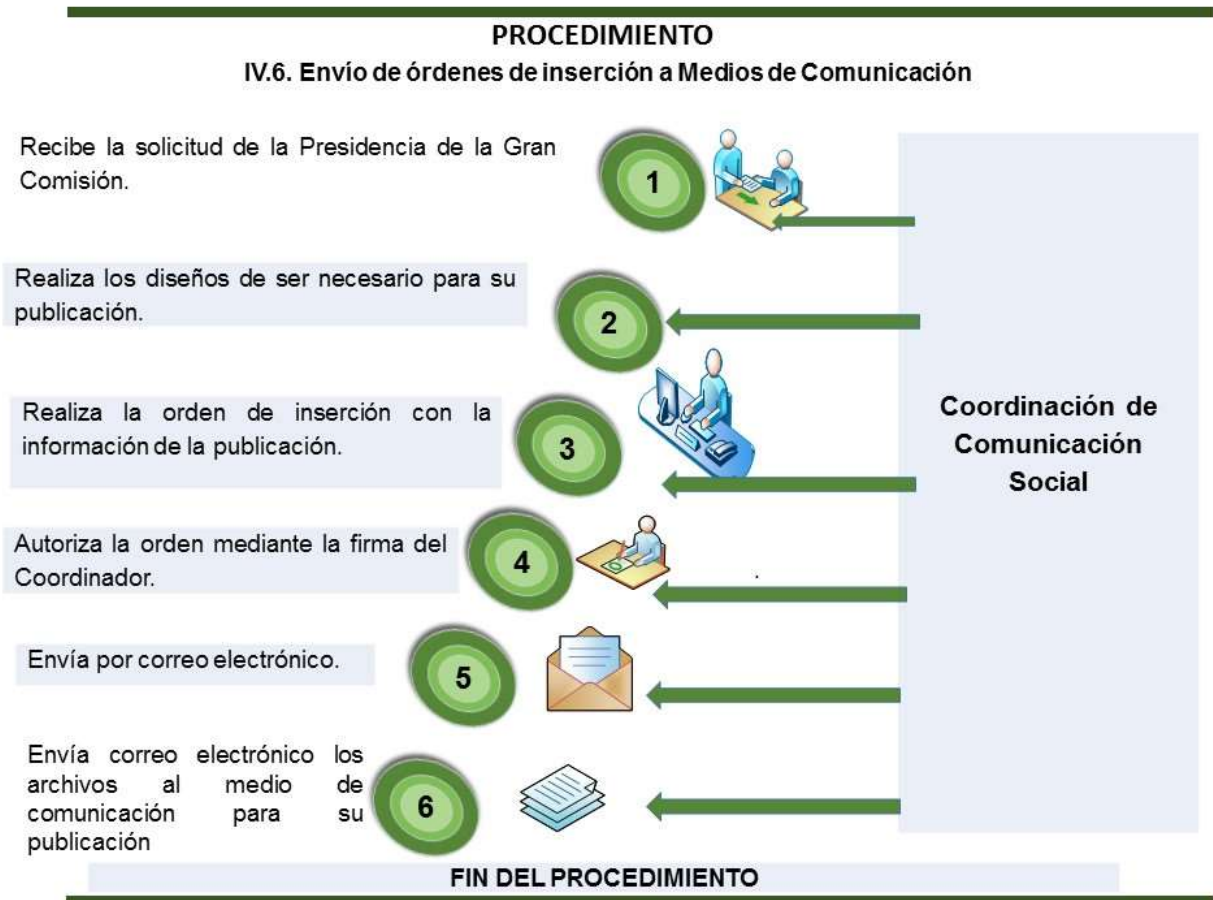 PROCEDIMIENTO
IV.6. Envío de órdenes de inserción a Medios de Comunicación
Recibe la solicitud de la Presidencia de la Gran
Comisión.
1
Realiza los diseños de ser necesario para su
publicación.
2
Realiza la orden de inserción con la
información de la publicación.
3
Coordinación de
Comunicación
Social
Autoriza la orden mediante la firma del
Coordinador.
4
.
Envía por correo electrónico.
5
Envía correo electrónico los
archivos al medio de
comunicación para su
publicación
6
FIN DEL PROCEDIMIENTO